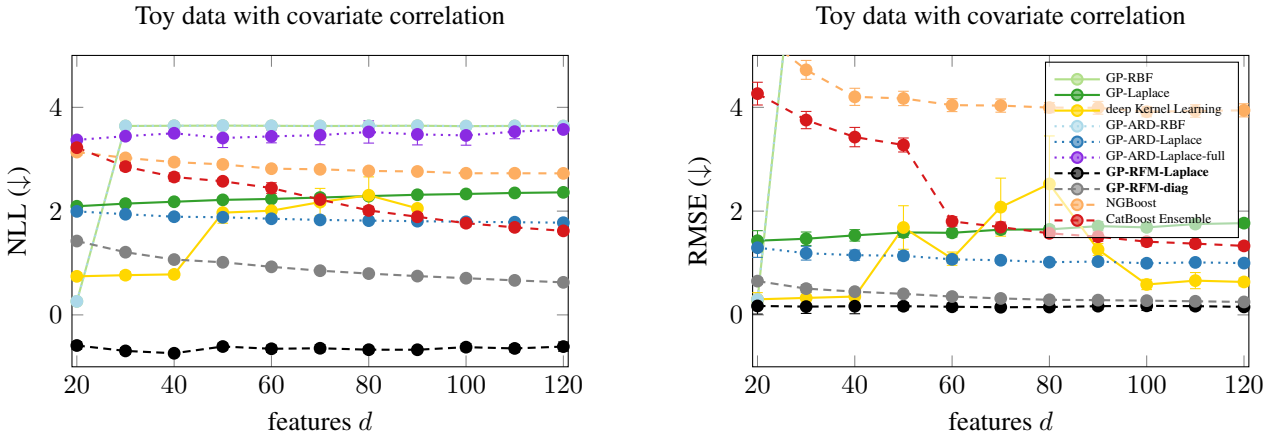 Toy data with covariate correlation
4
2
0
NLL (↓)
20 40 60 80 100 120
features d
Toy data with covariate correlation
4
2
0
RMSE (↓)
20 40 60 80 100 120
features d
GP-RBF
GP-Laplace
deep Kernel Learning
GP-ARD-RBF
GP-ARD-Laplace
GP-ARD-Laplace-full
GP-RFM-Laplace
GP-RFM-diag
NGBoost
CatBoost Ensemble